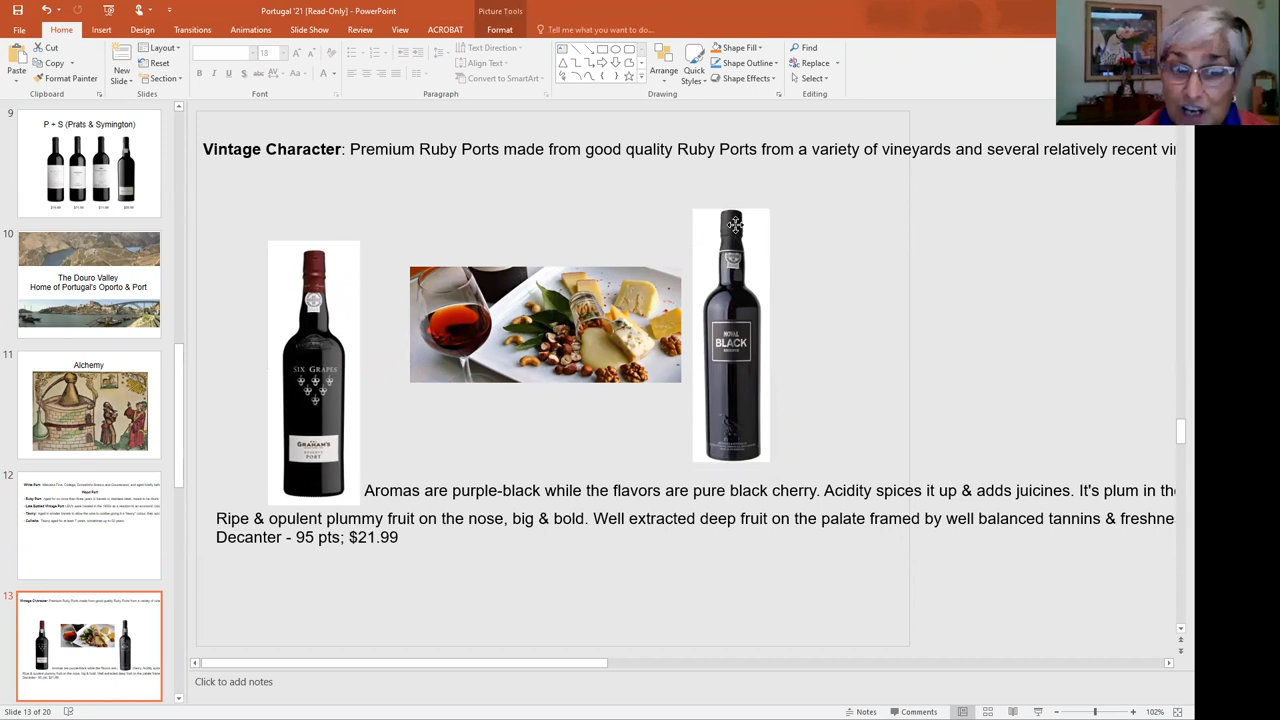 Portugal '21 [Read-Only] - PowerPoint
Picture Tools
File
Home
Insert
Design
Transitions
Animations
Slide Show
Review
View
ACROBAT
Format
Tell me what you want to do...
Paste
Cut
Copy
Format Painter
Clipboard
New
Slide
Layout
Reset
Section
Slides
18
Font
Text Direction
Align Text
Convert to SmartArt
Paragraph
Arrange
Quick
Styles
Shape Fill
Shape Outline
Shape Effects
Drawing
Find
Replace
Select
Editing
9
P + S (Prats & Symington)
10
The Douro Valley
Home of Portugal's Oporto & Port
11
Alchemy
12
13
Vintage Character: Premium Ruby Ports made from good quality Ruby Ports from a variety of vineyards and several relatively recent vi
SIX GRAPES
GRAHAM'S
RESERVE
PORT
NOVAL
BLACK
Aromas are purple-black while the flavors are pure black cherry. Acidity spices it up & adds juicines. It's plum in th
Ripe & opulent plummy fruit on the nose, big & bold. Well extracted deep fruit on the palate framed by well balanced tannins & freshne
Decanter - 95 pts; $21.99
Click to add notes
Slide 13 of 20
Notes
Comments
102%